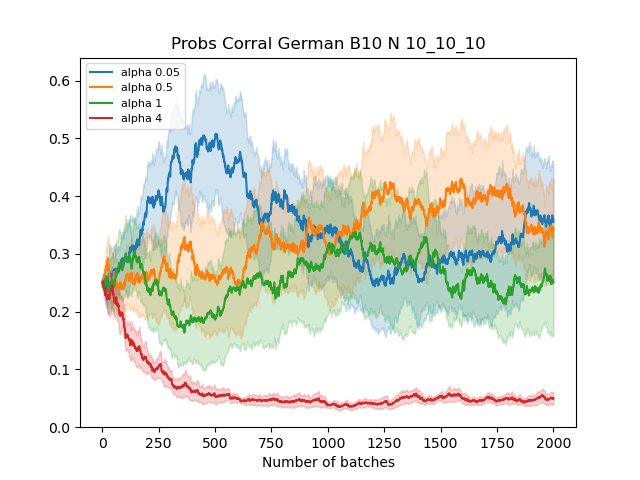 Probs Corral German B10 N 10_10_10
alpha 0.05
alpha 0.5
alpha 1
alpha 4
0.6
0.5
0.4
0.3
0.2
0.1
0.0
0 250 500 750 1000 1250 1500 1750 2000
Number of batches